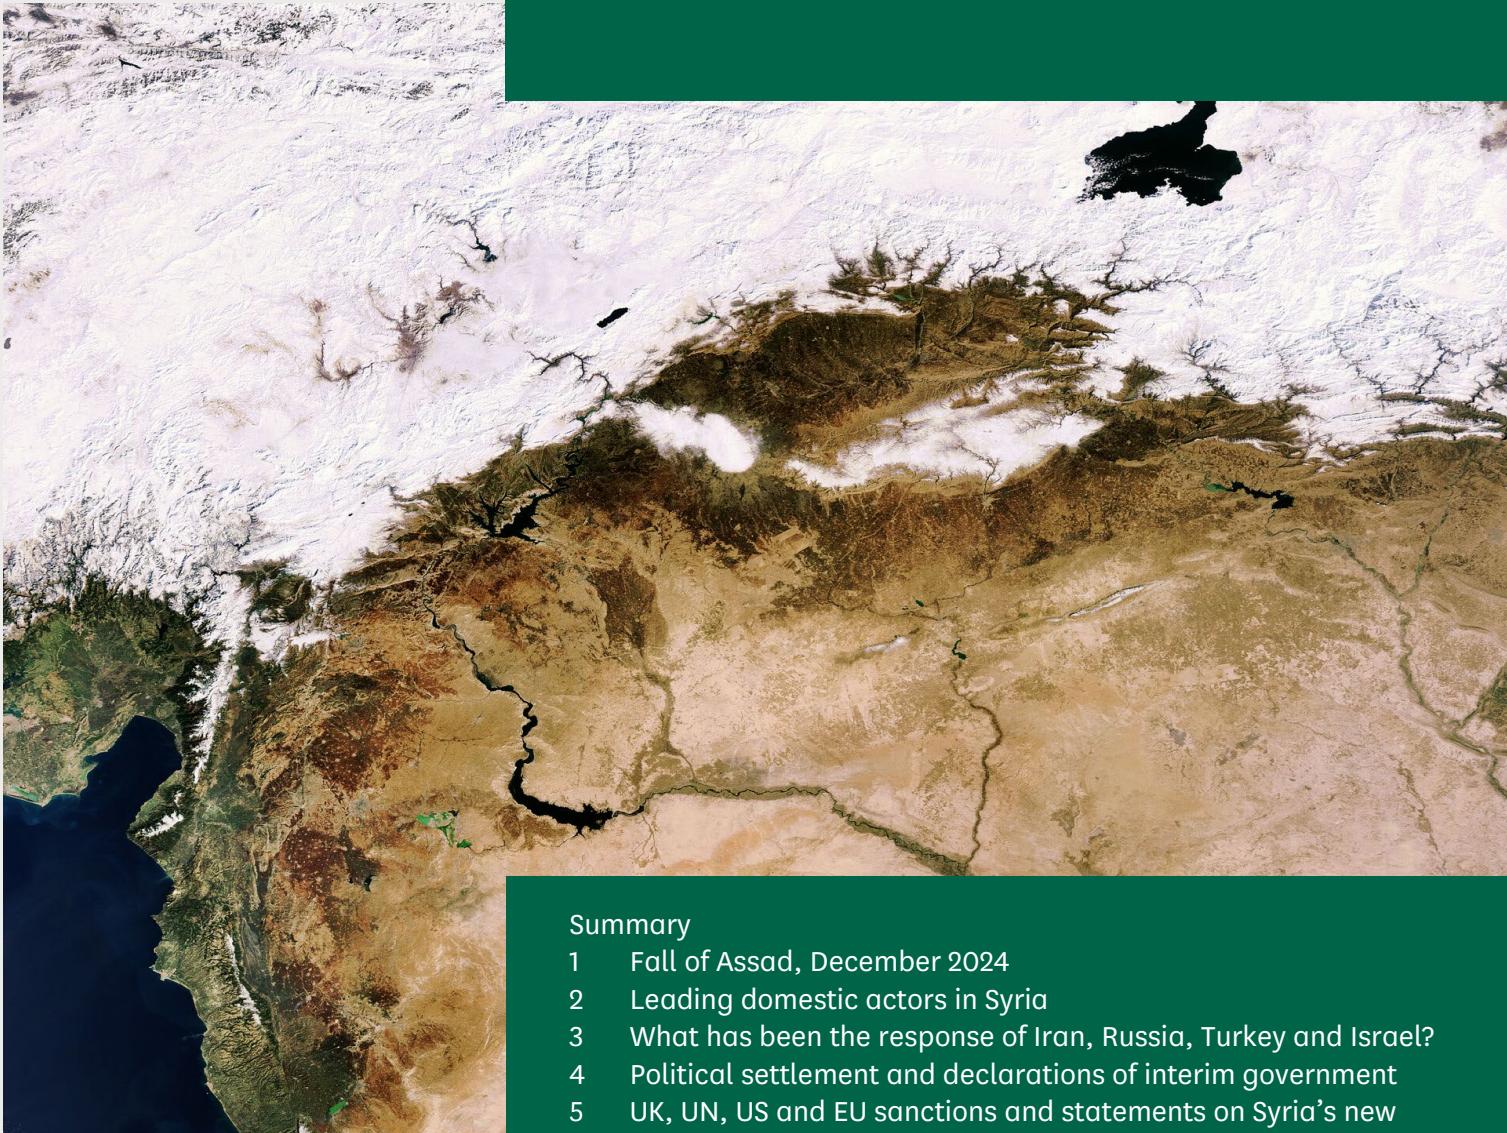 Summary
1 Fall of Assad, December 2024
2 Leading domestic actors in Syria
3 What has been the response of Iran, Russia, Turkey and Israel?
4 Political settlement and declarations of interim government
5 UK, UN, US and EU sanctions and statements on Syria’s new